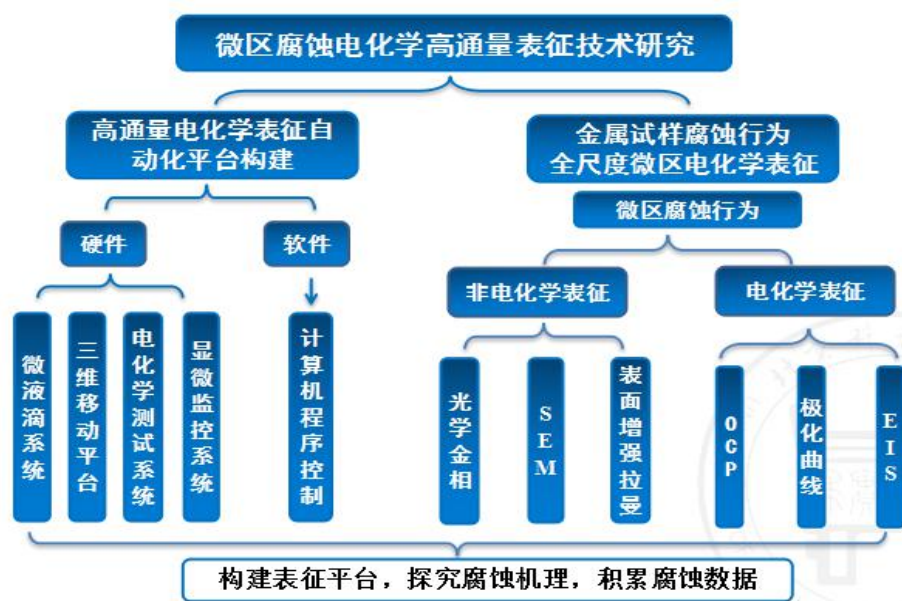 微区腐蚀电化学高通量表征技术研究
高通量电化学表征自
动化平台构建
金属试样腐蚀行为
全尺度微区电化学表征
微区腐蚀行为
硬件
软件
非电化学表征
电化学表征
微液滴系统
三维移动平台
电化学测试系统
显微监控系统
计算机程序控制
光学金相
SEM
表面增强拉曼
OCP
极化曲线
EIS
构建表征平台，探究腐蚀机理，积累腐蚀数据